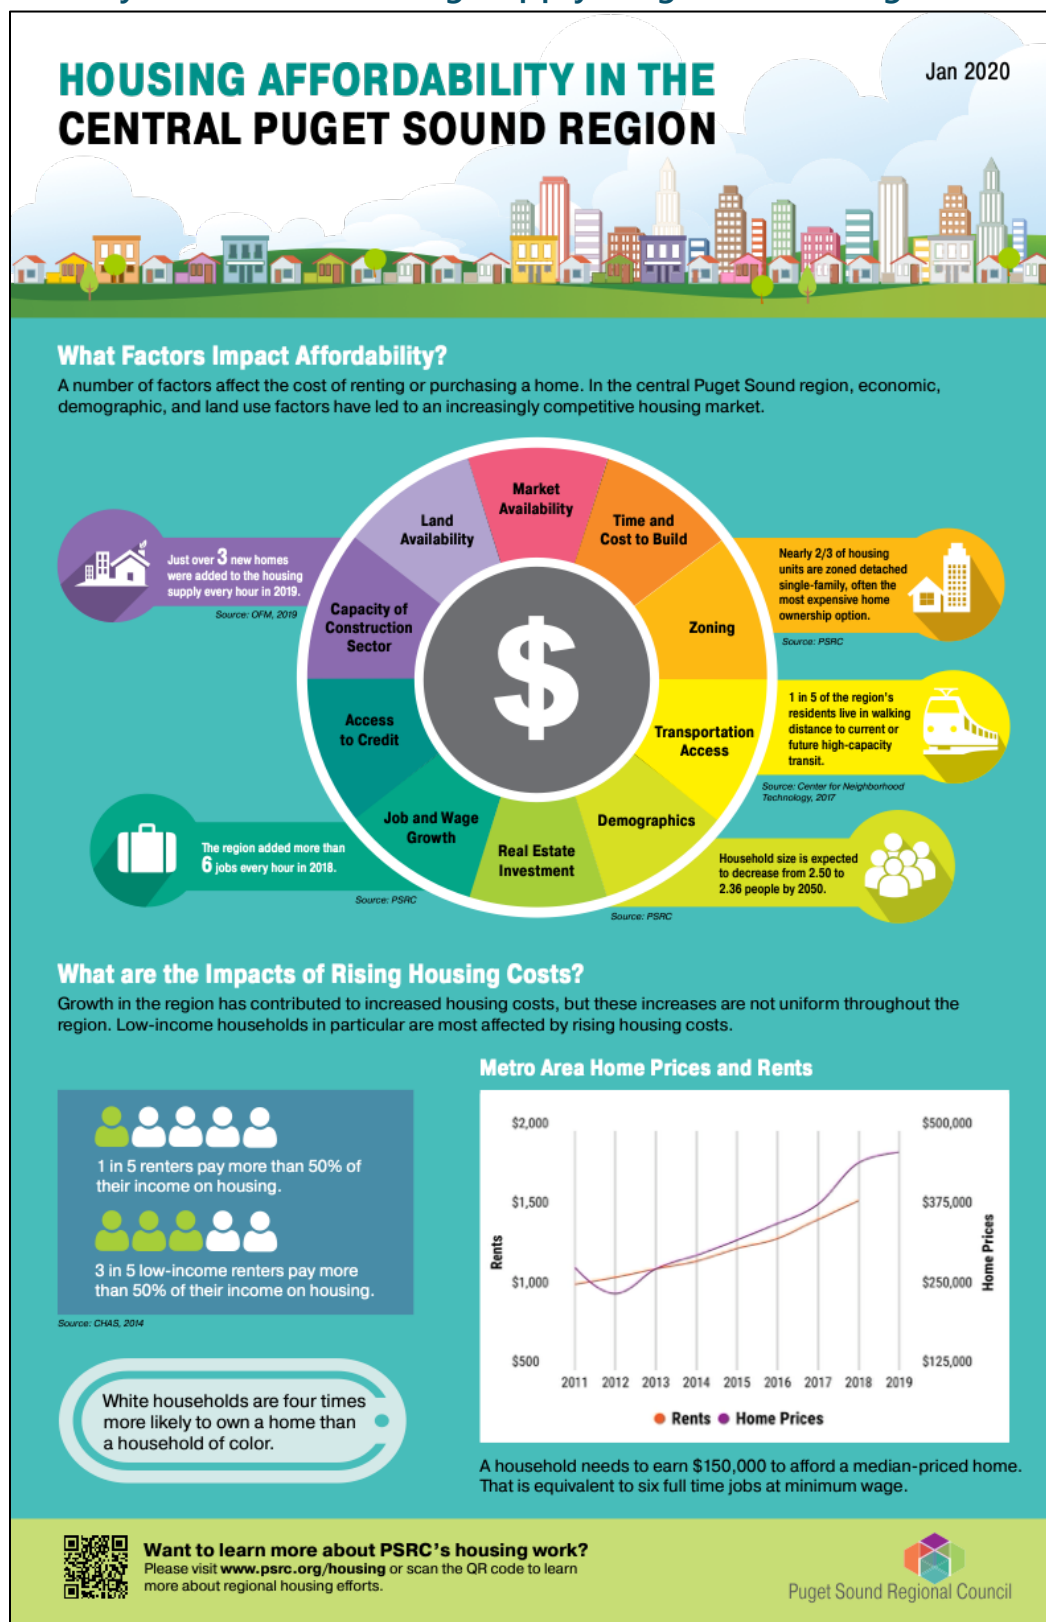 HOUSING AFFORDABILITY IN THE
CENTRAL PUGET SOUND REGION
Jan 2020
What Factors Impact Affordability?
A number of factors affect the cost of renting or purchasing a home. In the central Puget Sound region, economic,
demographic, and land use factors have led to an increasingly competitive housing market.
Market
Availability
Time and
Cost to Build
Zoning
Transportation
Access
Demographics
Real Estate
Investment
Job and Wage
Growth
Access
to Credit
Capacity of
Construction
Sector
Land
Availability
$
Just over 3 new homes
were added to the housing
supply every hour in 2019.
Source: OFM, 2019
Nearly 2/3 of housing
units are zoned detached
single-family, often the
most expensive home
ownership option.
Source: PSRC
1 in 5 of the region's
residents live in walking
distance to current or
future high-capacity
transit.
Source: Center for Neighborhood
Technology, 2017
The region added more than
6 jobs every hour in 2018.
Source: PSRC
Household size is expected
to decrease from 2.50 to
2.36 people by 2050.
Source: PSRC
What are the Impacts of Rising Housing Costs?
Growth in the region has contributed to increased housing costs, but these increases are not uniform throughout the
region. Low-income households in particular are most affected by rising housing costs.
1 in 5 renters pay more than 50% of
their income on housing.
3 in 5 low-income renters pay more
than 50% of their income on housing.
Source: CHAS, 2014
White households are four times
more likely to own a home than
a household of color.
Metro Area Home Prices and Rents
$2,000
$1,500
$1,000
$500
Rents
$500,000
$375,000
$250,000
$125,000
Home Prices
2011 2012 2013 2014 2015 2016 2017 2018 2019
Rents Home Prices
A household needs to earn $150,000 to afford a median-priced home.
That is equivalent to six full time jobs at minimum wage.
Want to learn more about PSRC's housing work?
Please visit www.psrc.org/housing or scan the QR code to learn
more about regional housing efforts.
Puget Sound Regional Council